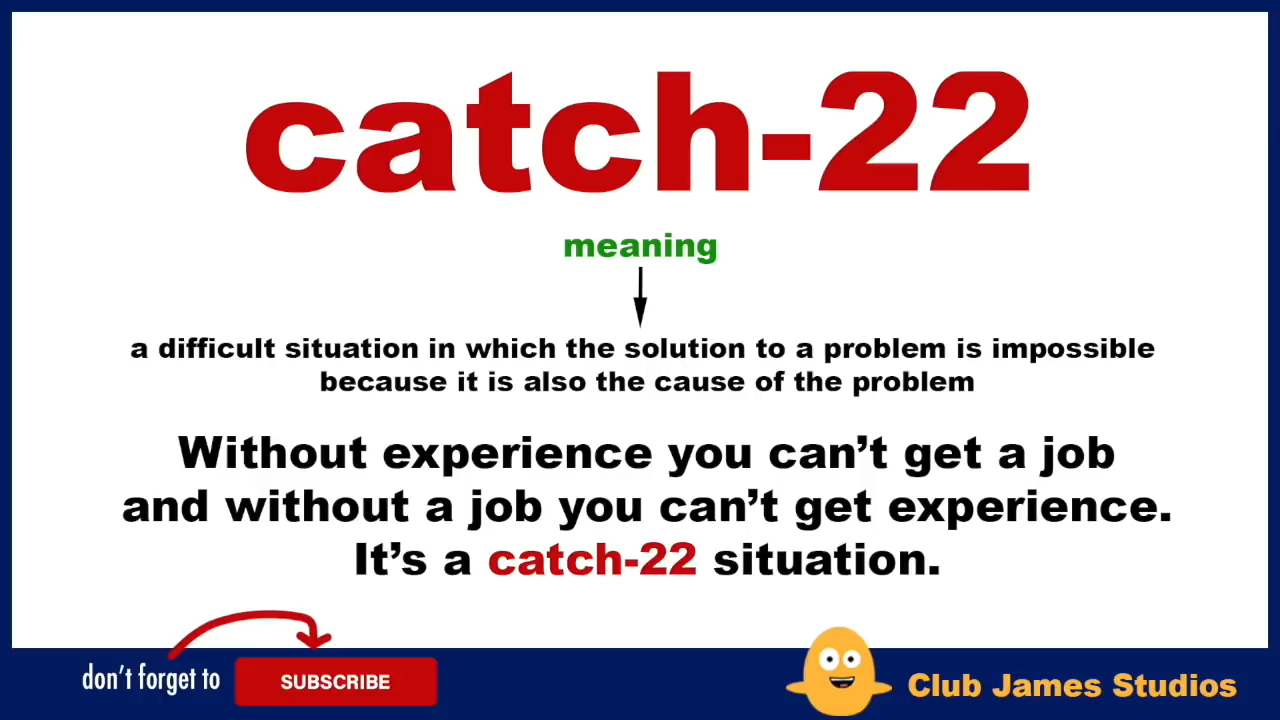 catch-22
meaning
a difficult situation in which the solution to a problem is impossible
because it is also the cause of the problem
Without experience you can’t get a job
and without a job you can’t get experience.
It’s a catch-22 situation.
don’t forget to
SUBSCRIBE
Club James Studios